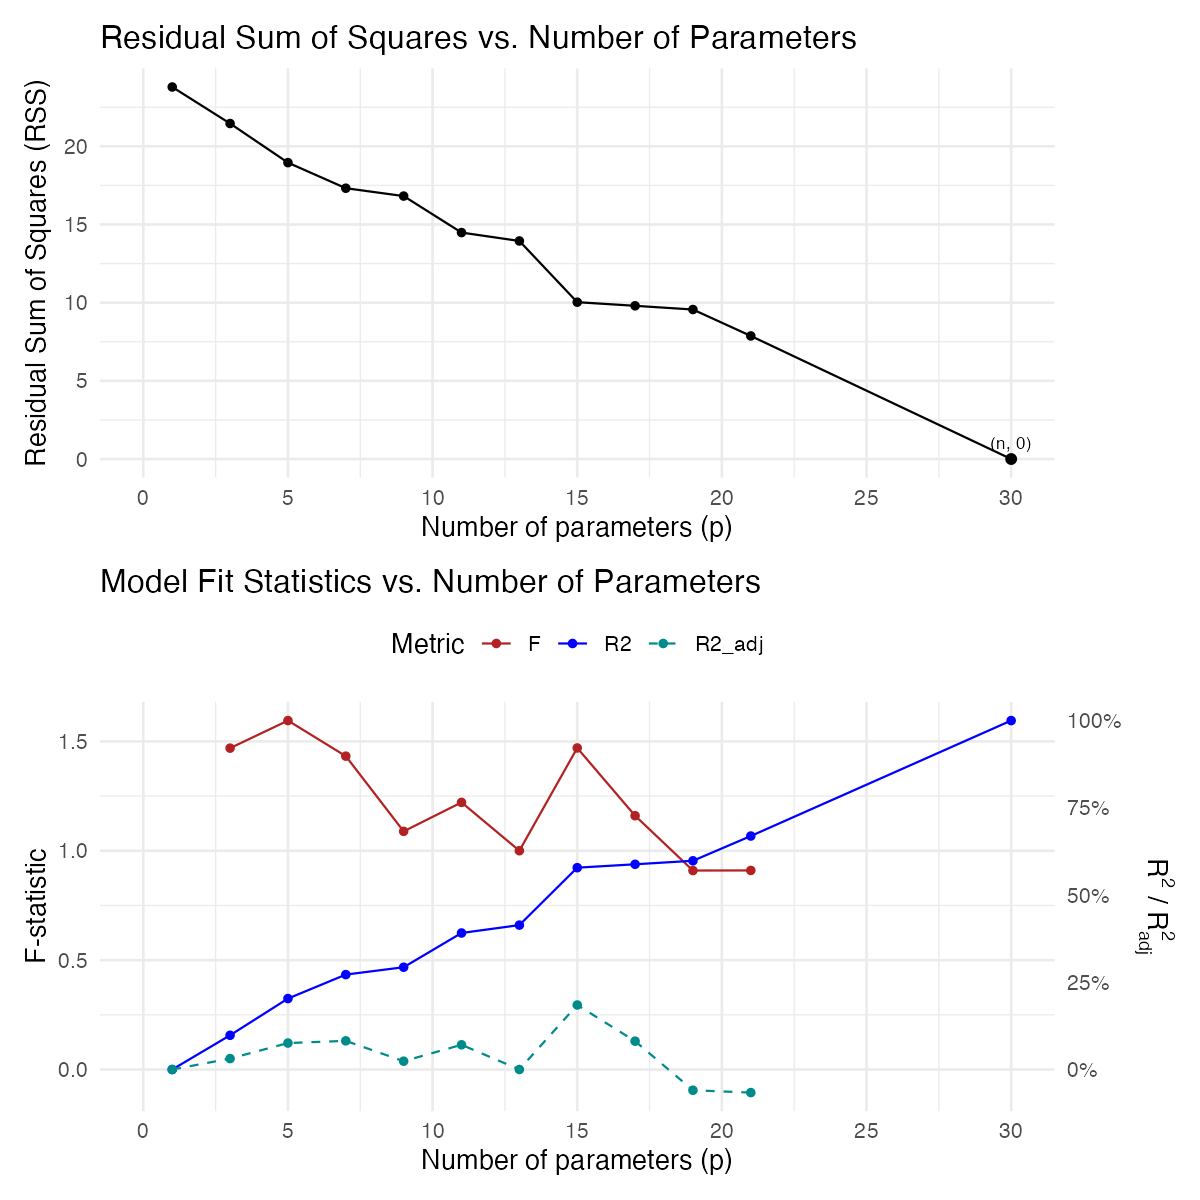 Residual Sum of Squares vs. Number of Parameters
Residual Sum of Squares (RSS)
20
15
10
5
0
(n, 0)
0 5 10 15 20 25 30
Number of parameters (p)
Model Fit Statistics vs. Number of Parameters
Metric F R2 R2_adj
F-statistic
1.5
1.0
0.5
0.0
100%
75%
50%
25%
0%
R² / R²adj
0 5 10 15 20 25 30
Number of parameters (p)